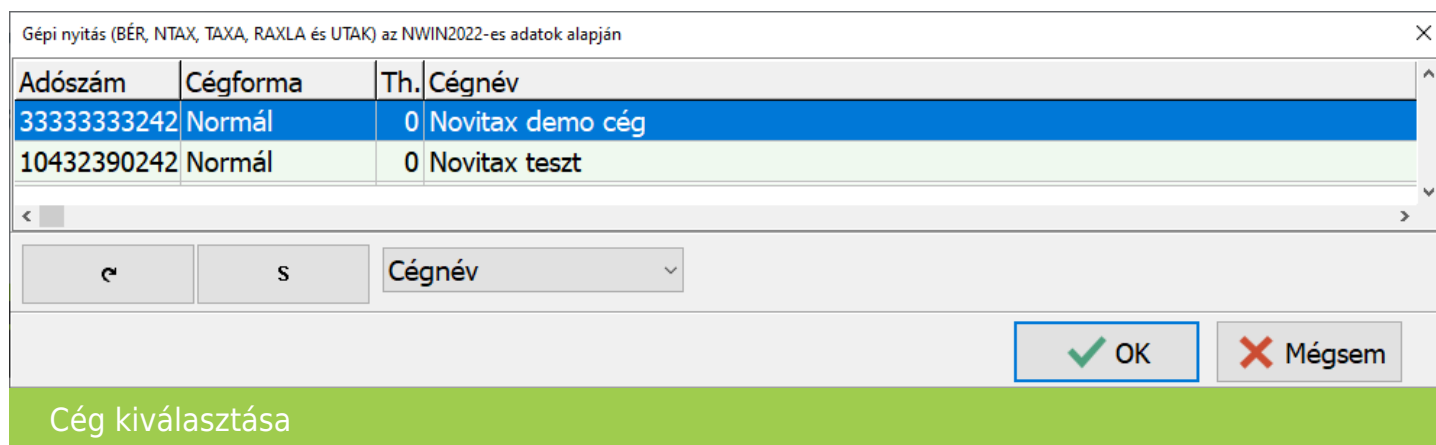 Gépi nyitás (BÉR, NTAX, TAXA, RAXLA és UTAK) az NWIN2022-es adatok alapján
Adószám Cégforma Th. Cégnév
33333333242 Normál 0 Novitax demo cég
10432390242 Normál 0 Novitax teszt
S Cégnév
OK Mégsem
Cég kiválasztása